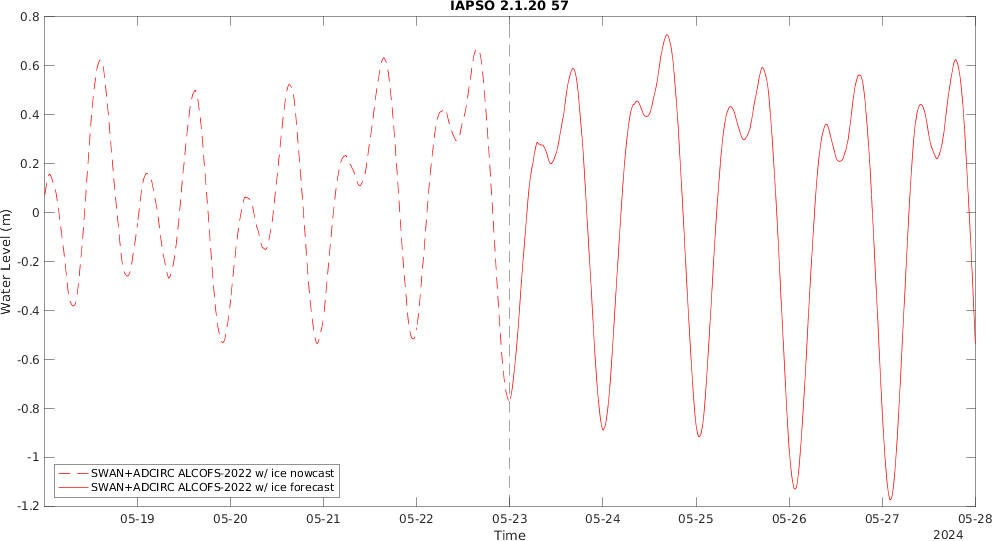 IAPSO 2.1.20 57
0.8
0.6
0.4
0.2
0
-0.2
-0.4
-0.6
-0.8
-1
-1.2
Water Level (m)
SWAN+ADCIRC ALCOFS-2022 w/ ice nowcast
SWAN+ADCIRC ALCOFS-2022 w/ ice forecast
05-19 05-20 05-21 05-22 05-23 05-24 05-25 05-26 05-27 05-28
Time
2024